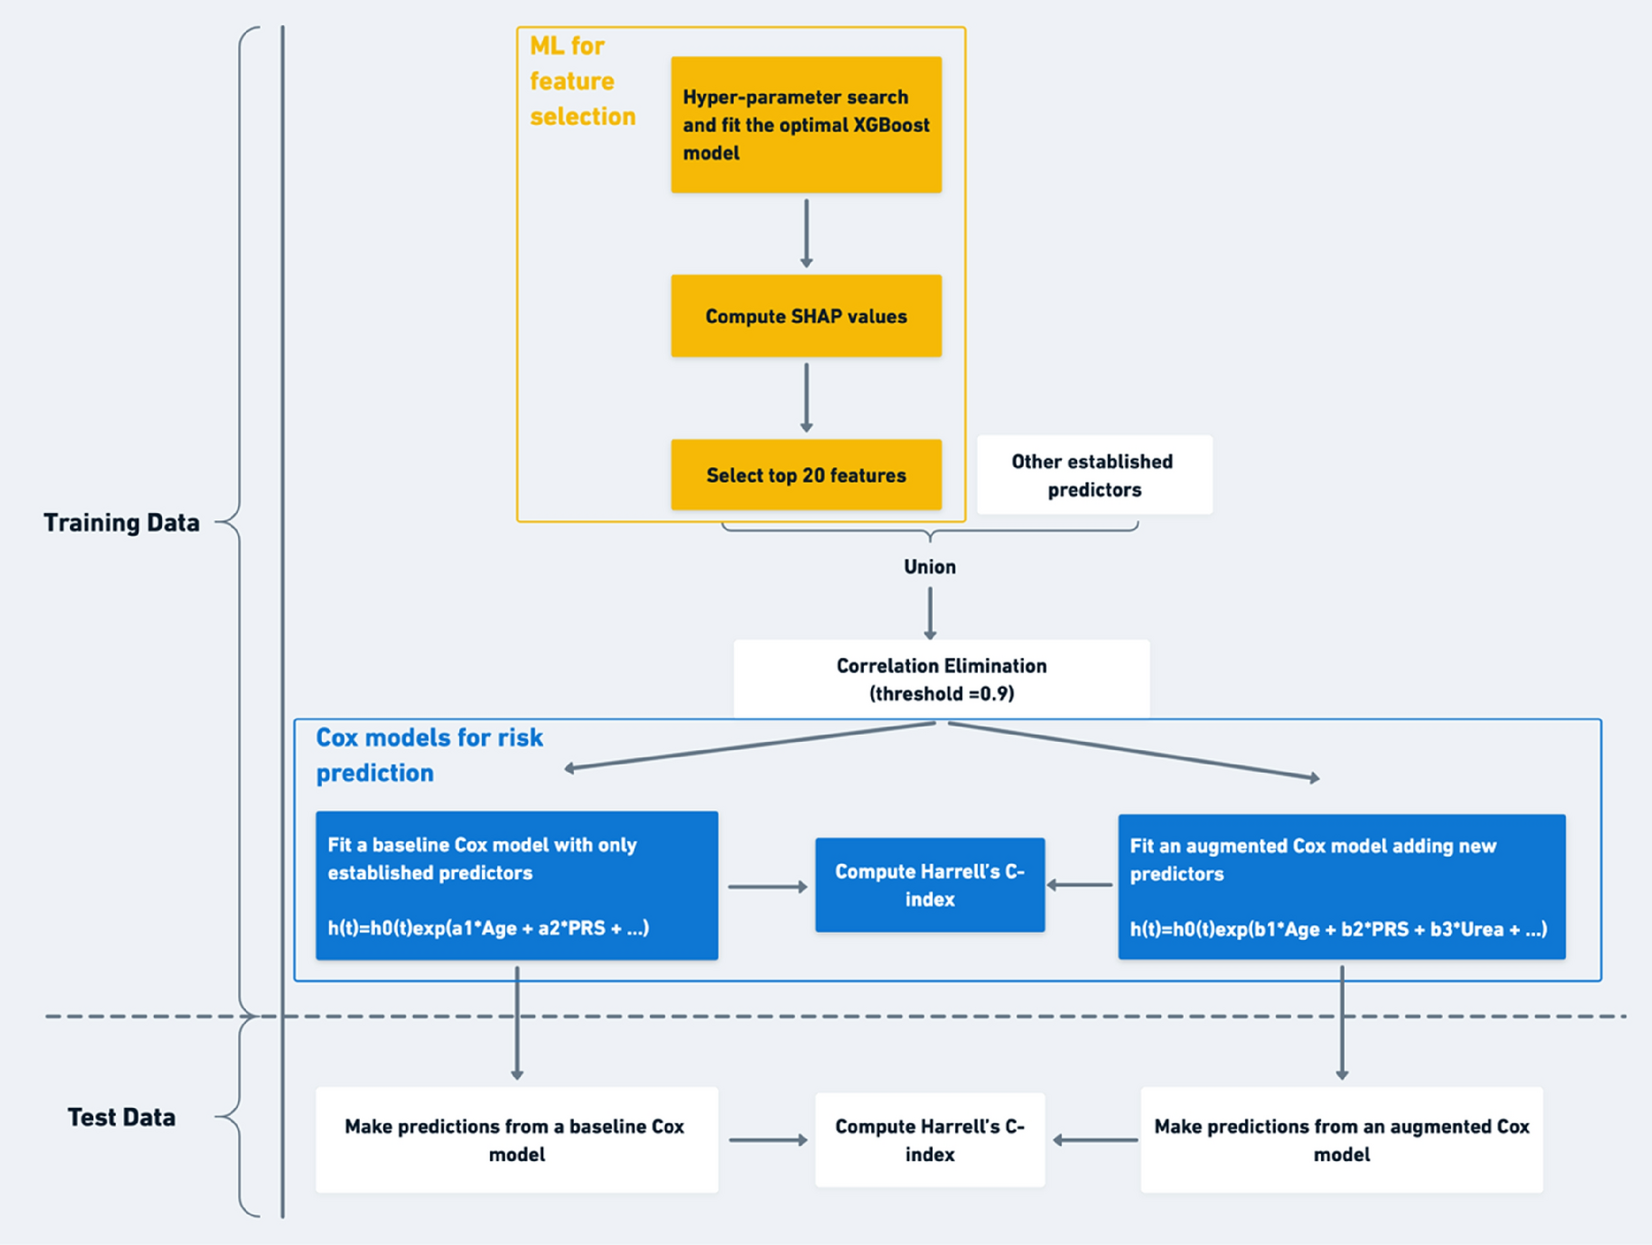 ML for
feature
selection
Hyper-parameter search
and fit the optimal XGBoost
model
Compute SHAP values
Select top 20 features
Other established
predictors
Training Data
Union
Correlation Elimination
(threshold =0.9)
Cox models for risk
prediction
Fit a baseline Cox model with only
established predictors
h(t)=h0(t)exp(a1*Age + a2*PRS + ...)
Compute Harrell's C-
index
Fit an augmented Cox model adding new
predictors
h(t)=h0(t)exp(b1*Age + b2*PRS + b3*Urea + ...)
Test Data
Make predictions from a baseline Cox
model
Compute Harrell's C-
index
Make predictions from an augmented Cox
model